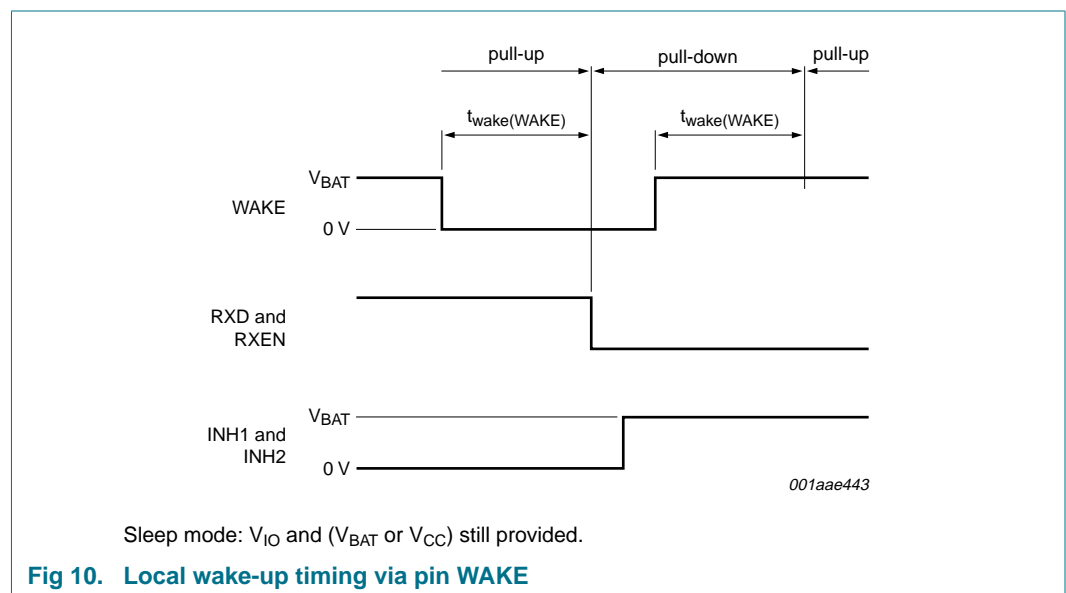 pull-up pull-down pull-up
twake(WAKE) twake(WAKE)
VBAT
WAKE
0 V
RXD and
RXEN
VBAT
INH1 and
INH2
0 V
001aae443
Sleep mode: VIO and (VBAT or VCC) still provided.
Fig 10. Local wake-up timing via pin WAKE